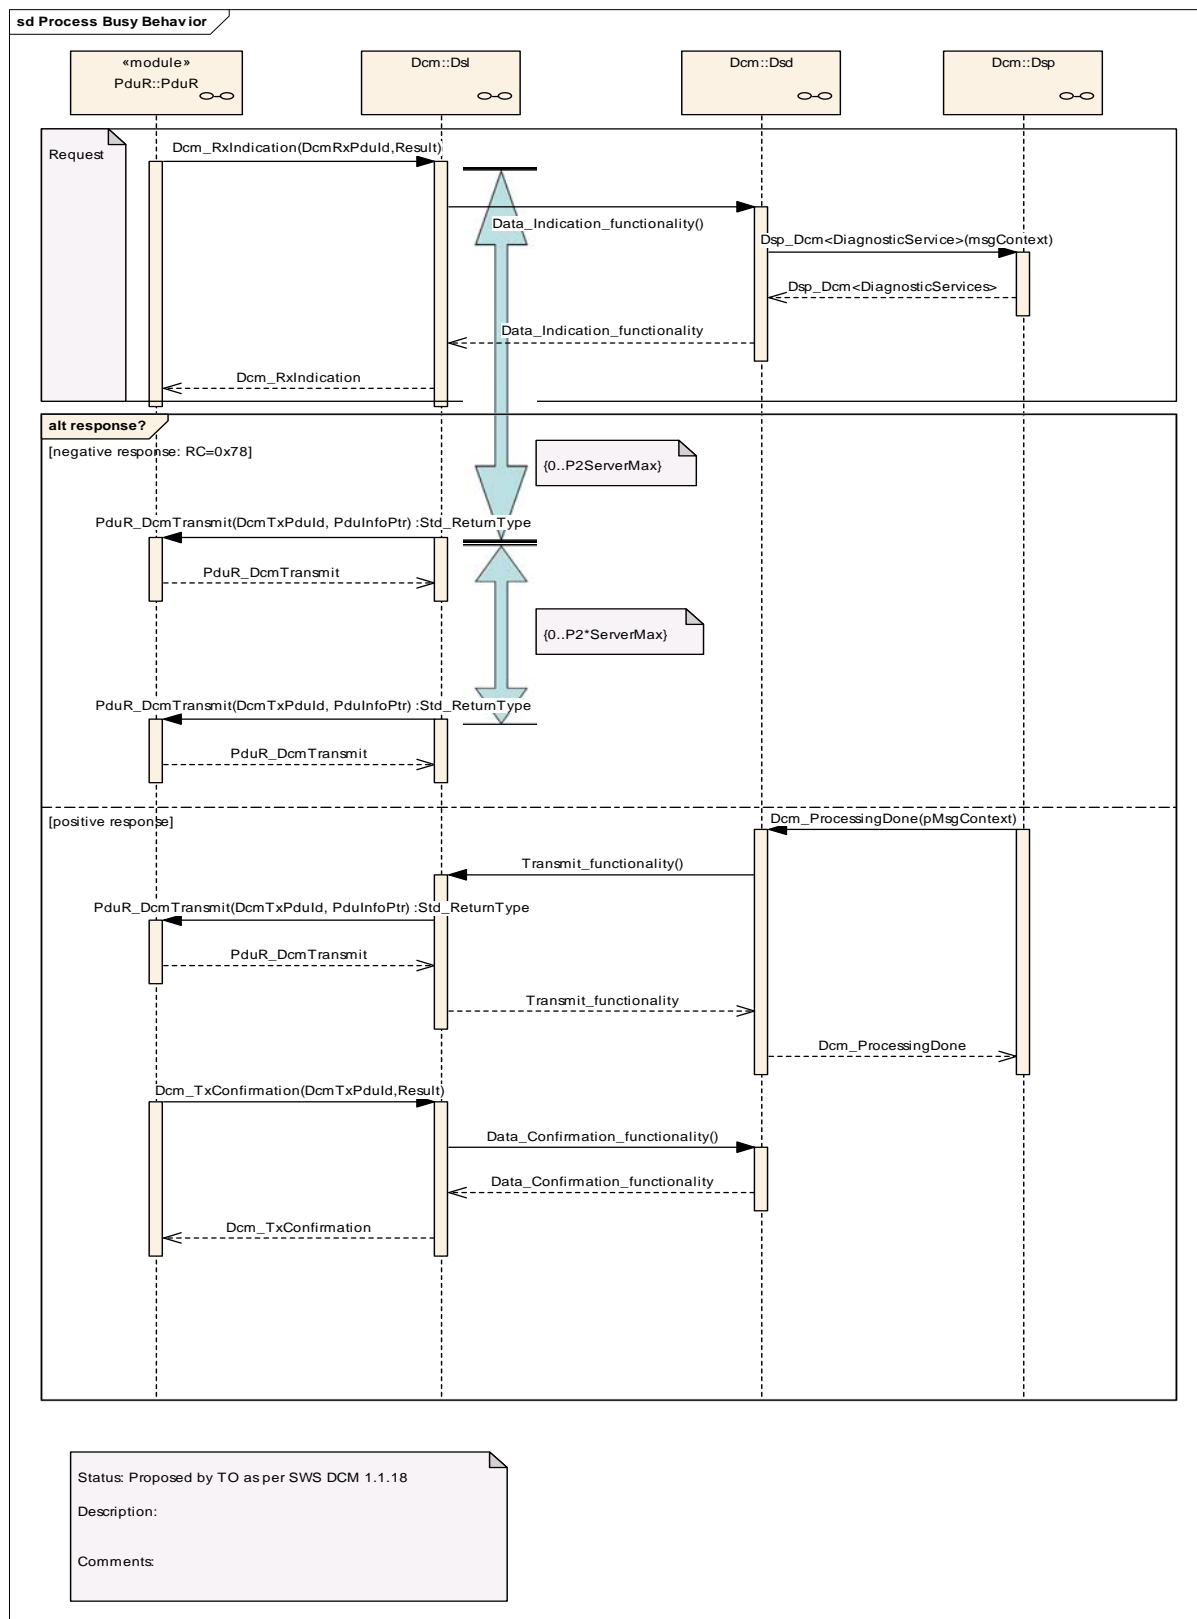 sd Process Busy Behavior
«module»
PduR::PduR
Dcm::Dsl
Dcm::Dsd
Dcm::Dsp
Request
Dcm_RxIndication(DcmRxPduId,Result)
Data_Indication_functionality()
Dsp_Dcm<DiagnosticService>(msgContext)
Dsp_Dcm<DiagnosticServices>
Data_Indication_functionality
Dcm_RxIndication
alt response?
[negative response: RC=0x78]
{0..P2ServerMax}
PduR_DcmTransmit(DcmTxPduId, PduInfoPtr) :Std_ReturnType
PduR_DcmTransmit
{0..P2*ServerMax}
PduR_DcmTransmit(DcmTxPduId, PduInfoPtr) :Std_ReturnType
PduR_DcmTransmit
[positive response]
Dcm_ProcessingDone(pMsgContext)
Transmit_functionality()
PduR_DcmTransmit(DcmTxPduId, PduInfoPtr) :Std_ReturnType
PduR_DcmTransmit
Transmit_functionality
Dcm_ProcessingDone
Dcm_TxConfirmation(DcmTxPduId,Result)
Data_Confirmation_functionality()
Data_Confirmation_functionality
Dcm_TxConfirmation
Status: Proposed by TO as per SWS DCM 1.1.18
Description:
Comments: